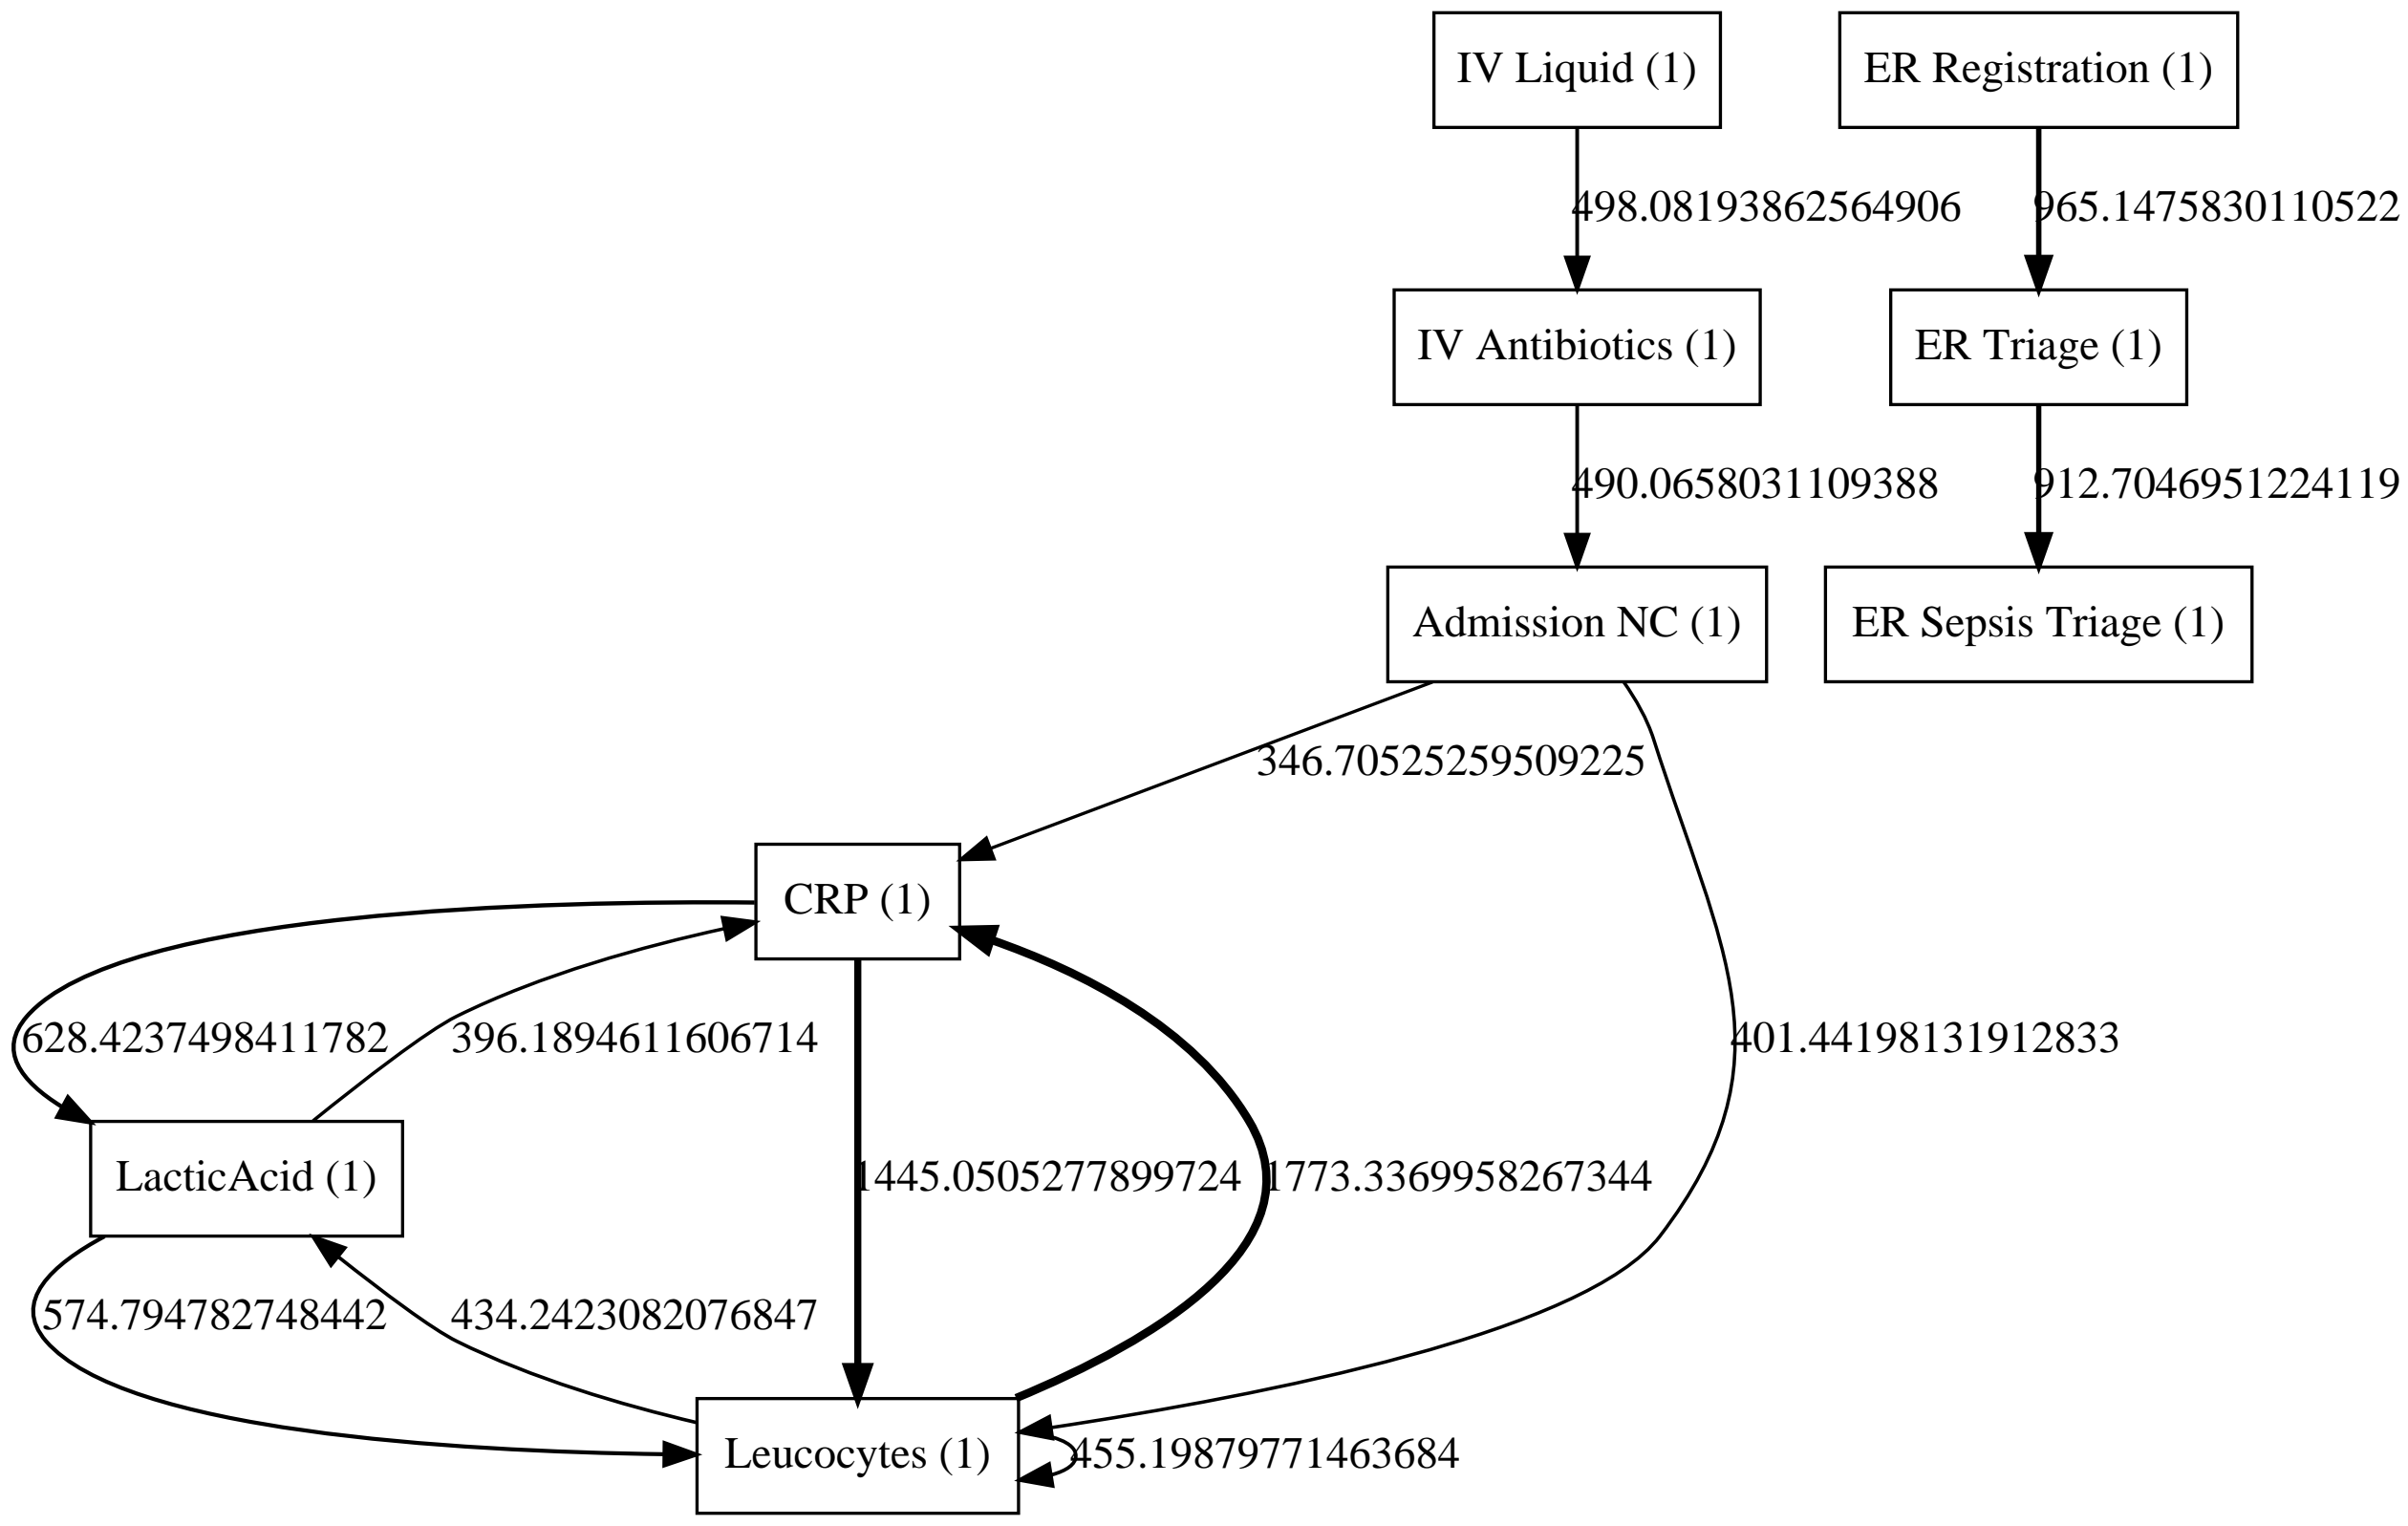 IV Liquid (1)
ER Registration (1)
498.08193862564906
965.1475830110522
IV Antibiotics (1)
ER Triage (1)
490.0658031109388
912.7046951224119
Admission NC (1)
ER Sepsis Triage (1)
346.70525259509225
CRP (1)
628.4237498411782
396.1894611606714
401.44198131912833
LacticAcid (1)
1445.0505277899724
1773.3369958267344
574.794782748442
434.2423082076847
Leucocytes (1)
455.19879771463684